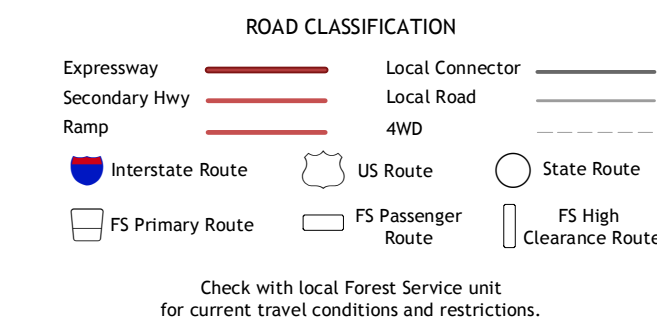 ROAD CLASSIFICATION
Expressway
Local Connector
Secondary Hwy
Local Road
Ramp
4WD
Interstate Route
US Route
State Route
FS Primary Route
FS Passenger
Route
FS High
Clearance Route
Check with local Forest Service unit
for current travel conditions and restrictions.